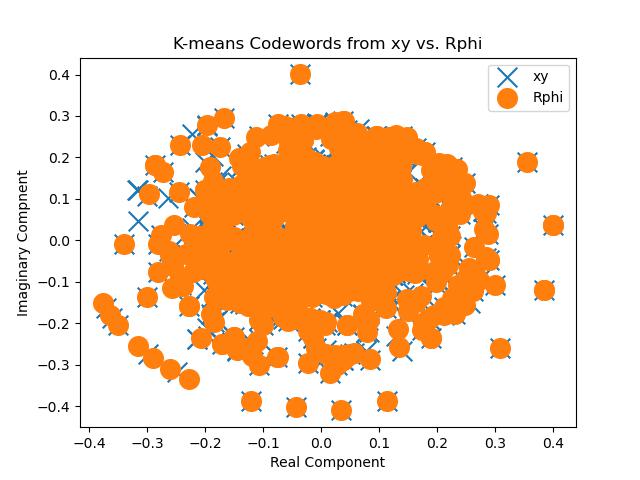 K-means Codewords from xy vs. Rphi
xy
Rphi
0.4
0.3
0.2
0.1
0.0
−0.1
−0.2
−0.3
−0.4
Imaginary Compnent
−0.4 −0.3 −0.2 −0.1 0.0 0.1 0.2 0.3 0.4
Real Component